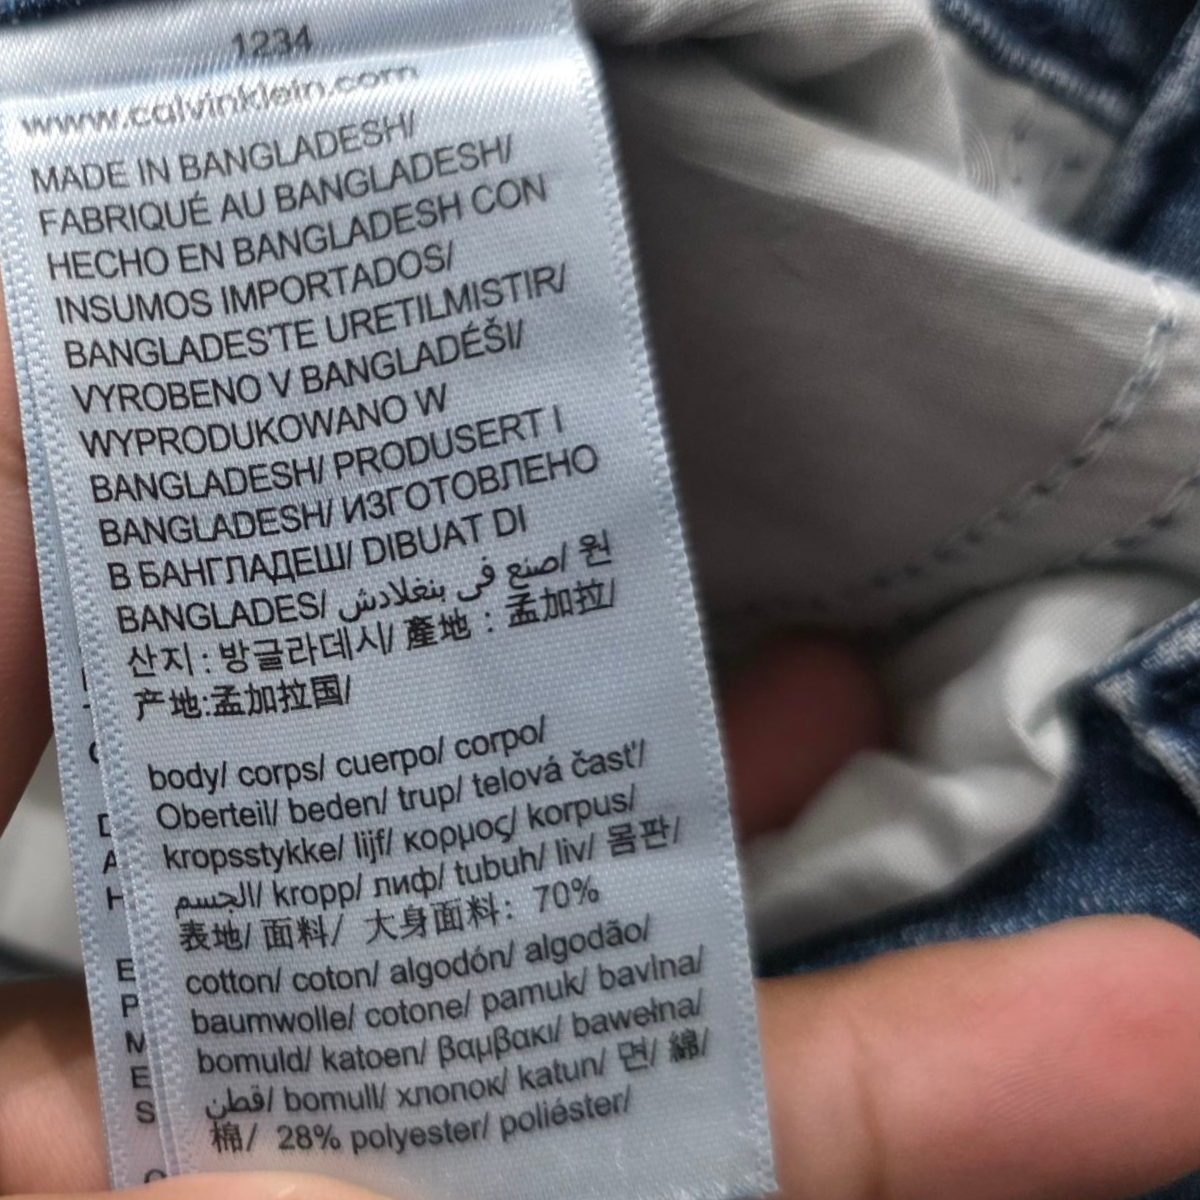 1234
www.calvinklein.com
MADE IN BANGLADESH/
FABRIQUÉ AU BANGLADESH/
HECHO EN BANGLADESH CON
INSUMOS IMPORTADOS/
BANGLADES'TE URETILMISTIR/
VYROBENO V BANGLADÉŠI/
WYPRODUKOWANO W
BANGLADESH/ PRODUSERT I
BANGLADESH/ ИЗГОТОВЛЕНО
В БАНГЛАДЕШ/ DIBUAT DI
BANGLADES/ صنع في بنغلادش/ 원
산지 : 방글라데시/ 產地 : 孟加拉/
产地:孟加拉国/
body/ corps/ cuerpo/ corpo/
Oberteil/ beden/ trup/ telová časť/
kropsstykke/ lijf/ κορμος/ korpus/
الجسم/ kropp/ лиф/ tubuh/ liv/ 몸판/
表地/ 面料/ 大身面料: 70%
cotton/ coton/ algodón/ algodão/
baumwolle/ cotone/ pamuk/ bavlna/
bomuld/ katoen/ βαμβακι/ bawełna/
قطن/ bomull/ хлопок/ katun/ 면/ 綿/
棉/ 28% polyester/ poliéster/